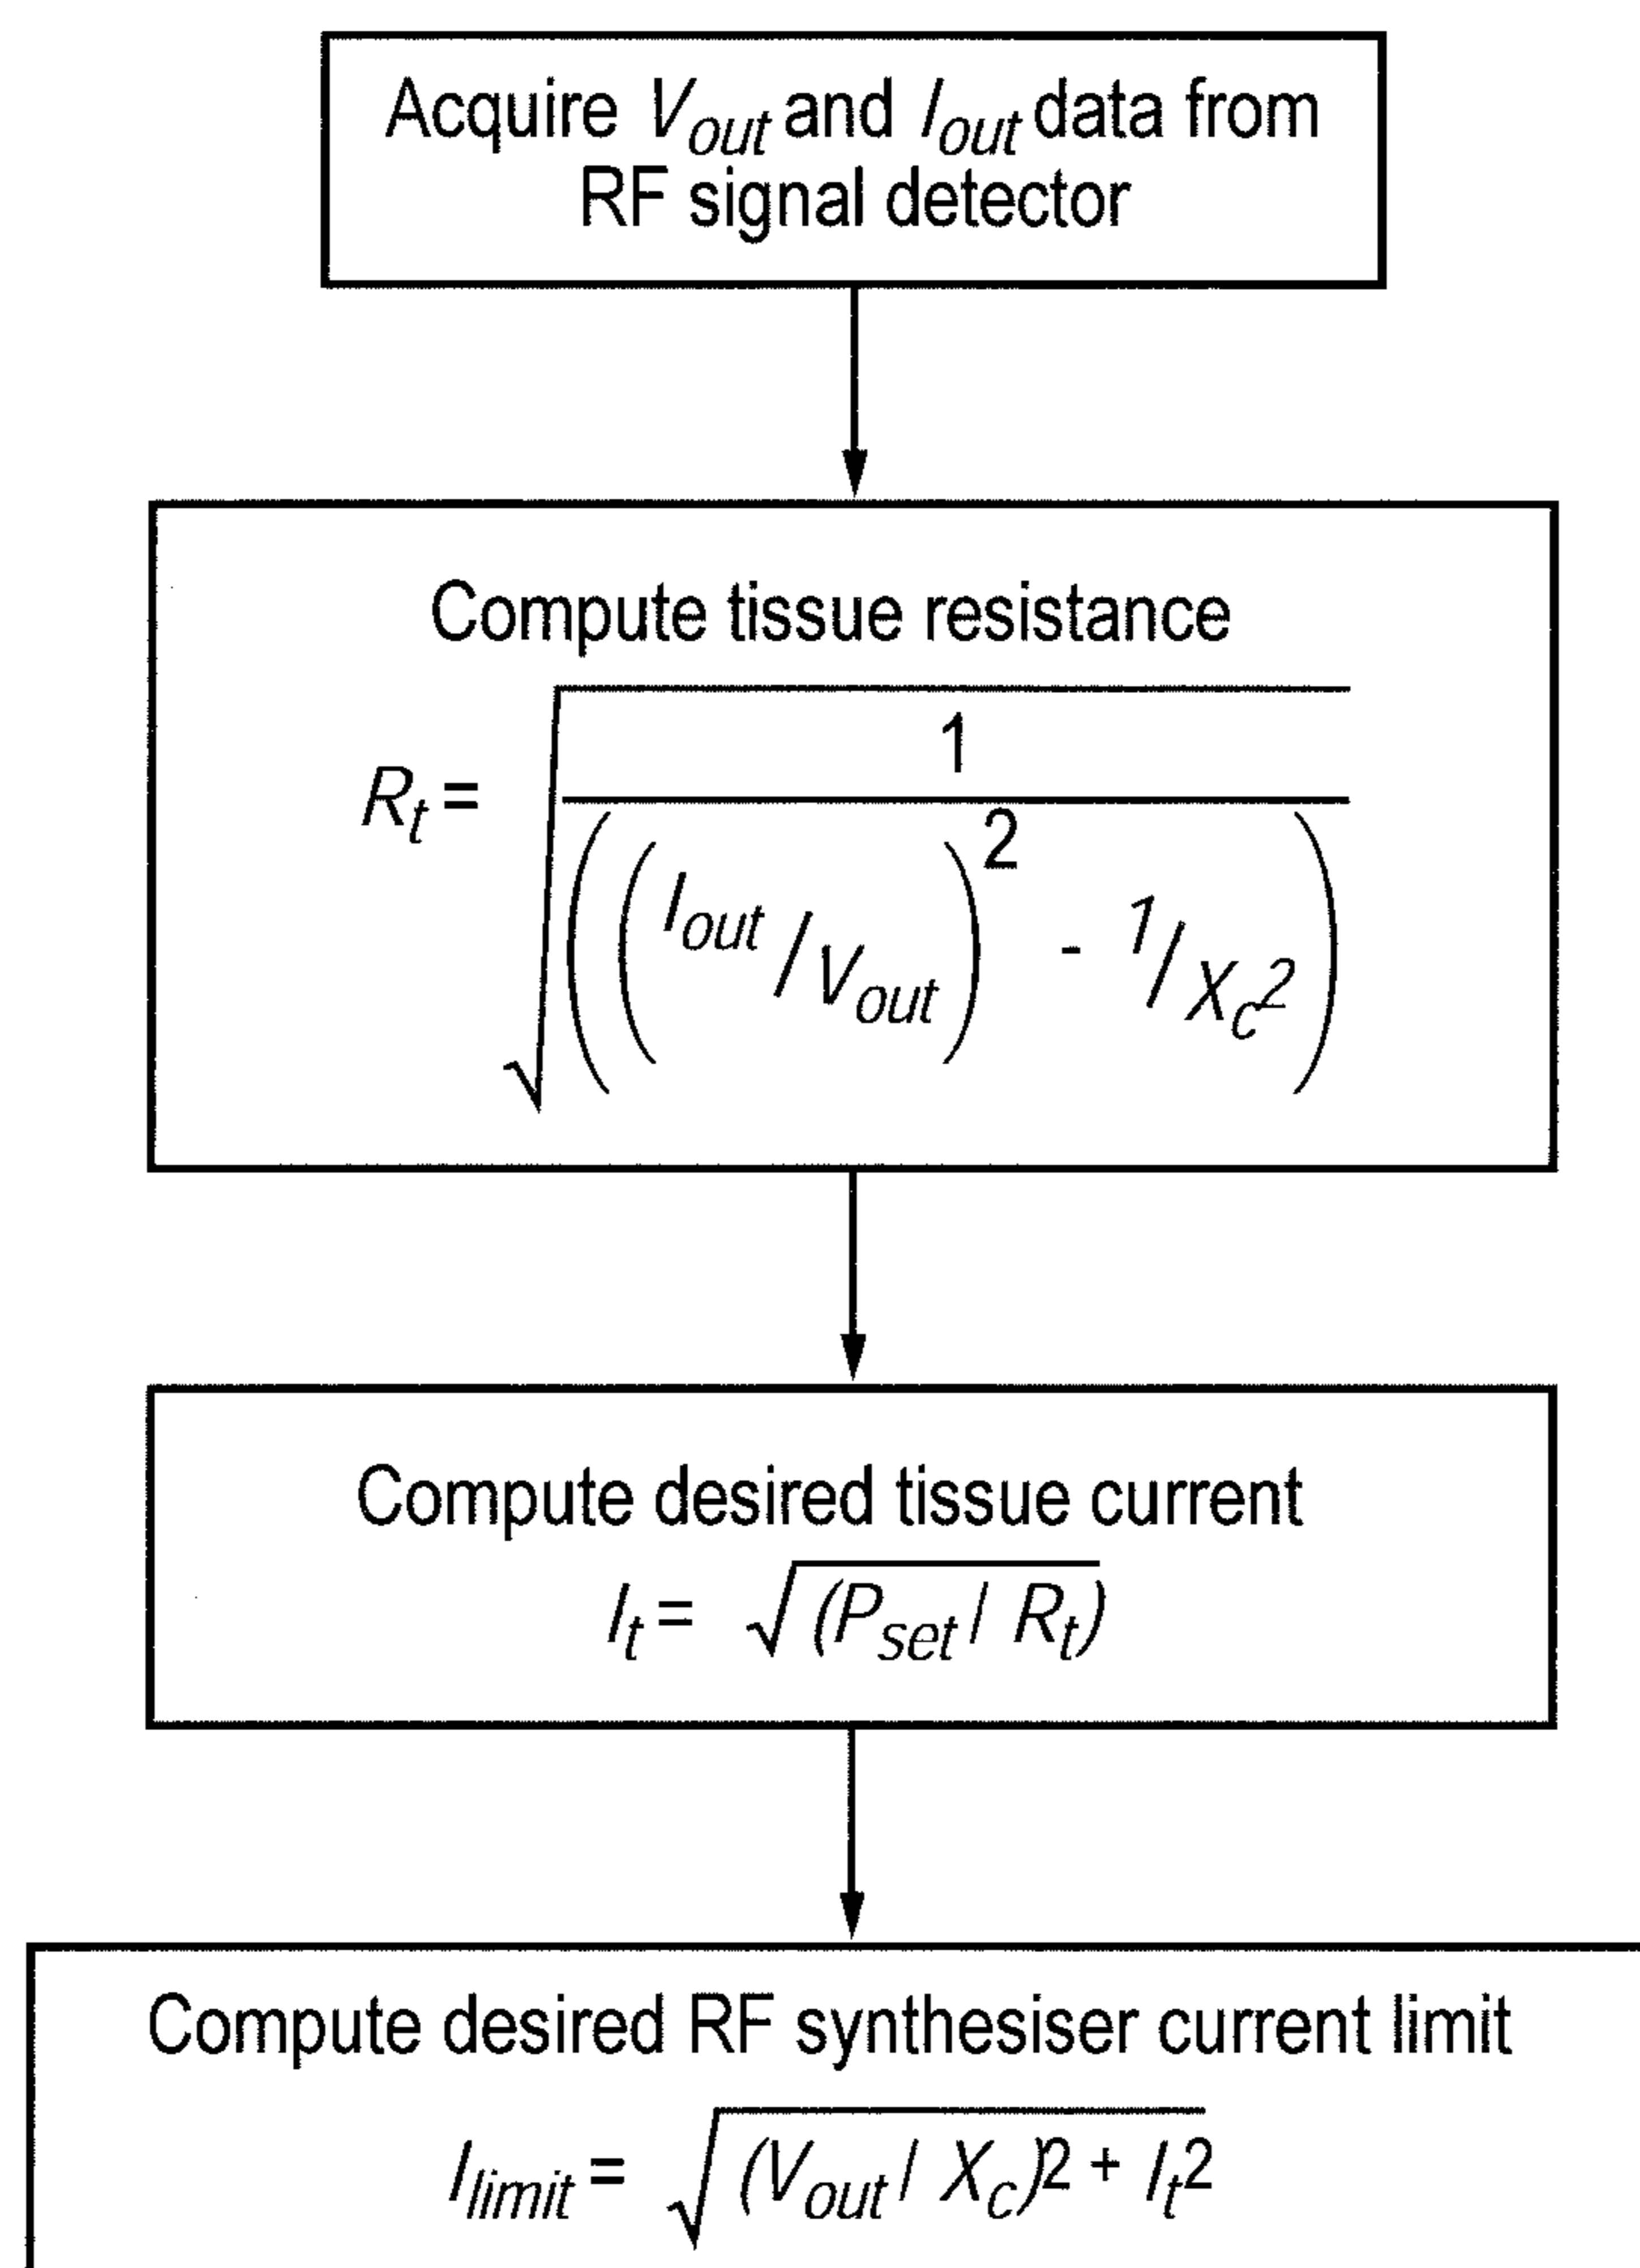 Acquire V_out and I_out data from
RF signal detector
Compute tissue resistance
R_t = √(1 / ((I_out / V_out)^2 - 1/X_c^2))
Compute desired tissue current
I_t = √(P_set / R_t)
Compute desired RF synthesiser current limit
I_limit = √(V_out / X_c)^2 + I_t^2